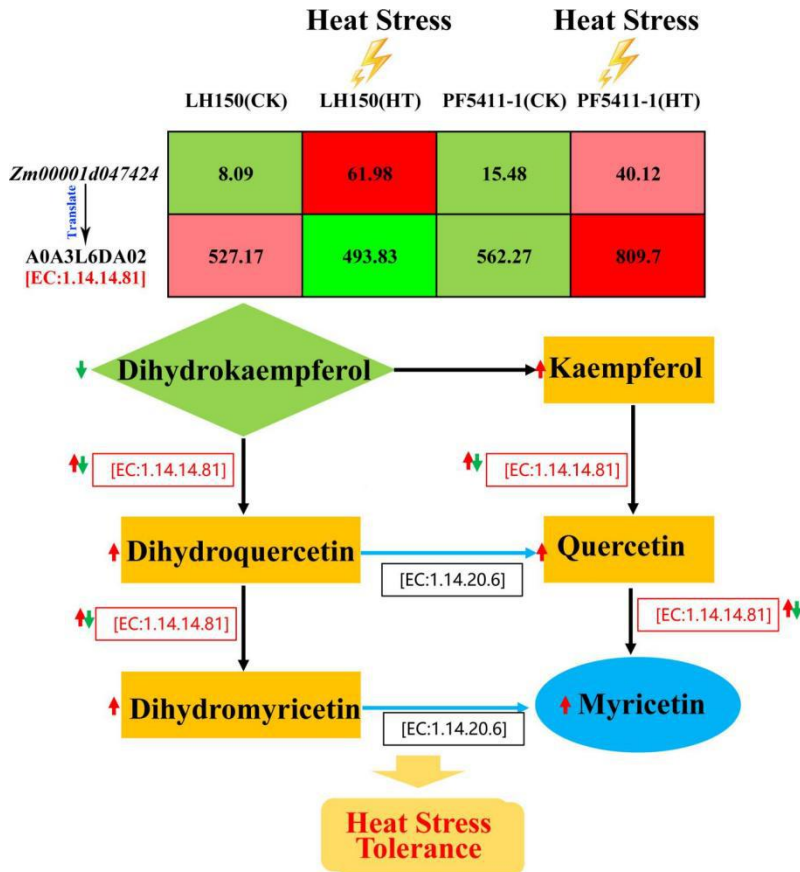 Heat Stress Heat Stress
LH150(CK) LH150(HT) PF5411-1(CK) PF5411-1(HT)
Zm00001d047424 8.09 61.98 15.48 40.12
Translate
A0A3L6DA02 527.17 493.83 562.27 809.7
[EC:1.14.14.81]
Dihydrokaempferol Kaempferol
[EC:1.14.14.81] [EC:1.14.14.81]
Dihydroquercetin Quercetin
[EC:1.14.20.6]
[EC:1.14.14.81] [EC:1.14.14.81]
Dihydromyricetin Myricetin
[EC:1.14.20.6]
Heat Stress
Tolerance